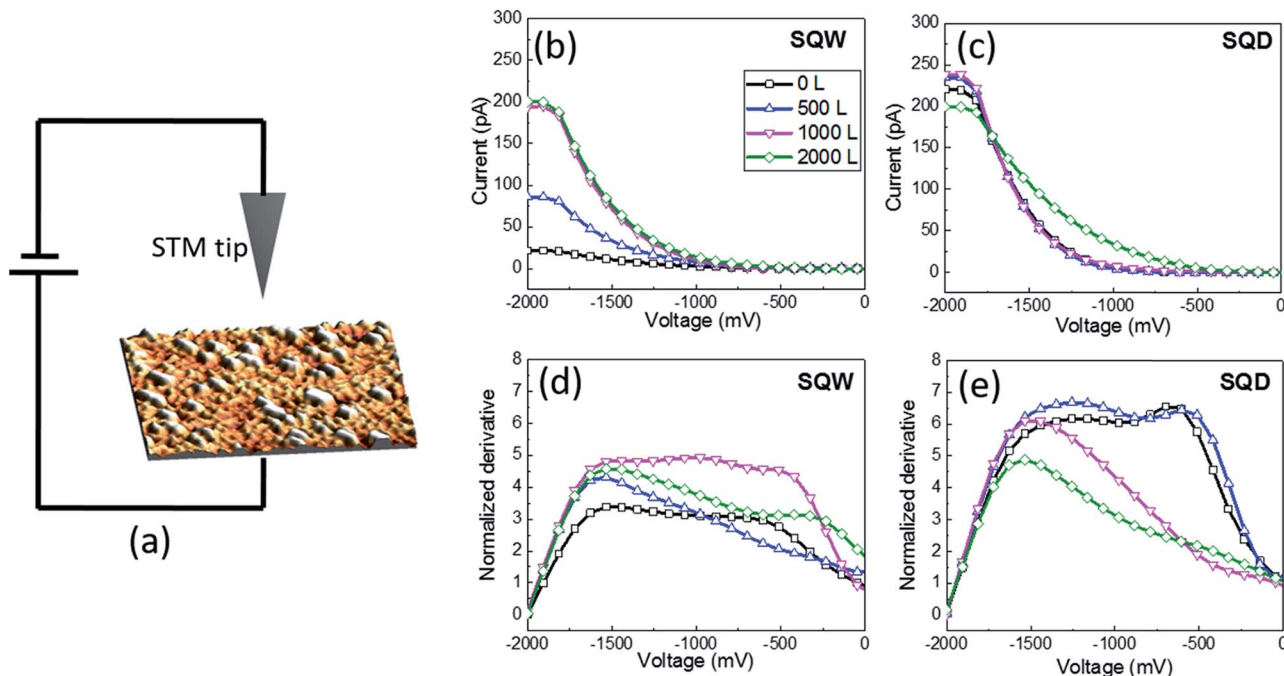 STM tip
(a)
(b)
SQW
300
250
200
150
100
50
0
Current (pA)
0 L
500 L
1000 L
2000 L
-2000
-1500
-1000
-500
0
Voltage (mV)
(c)
SQD
300
250
200
150
100
50
0
Current (pA)
-2000
-1500
-1000
-500
0
Voltage (mV)
(d)
SQW
8
7
6
5
4
3
2
1
0
Normalized derivative
-2000
-1500
-1000
-500
0
Voltage (mV)
(e)
SQD
8
7
6
5
4
3
2
1
0
Normalized derivative
-2000
-1500
-1000
-500
0
Voltage (mV)